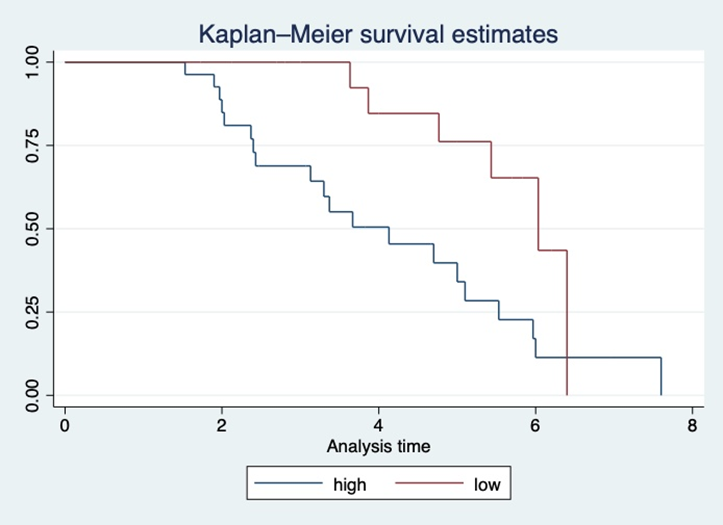 Kaplan–Meier survival estimates
1.00
0.75
0.50
0.25
0.00
0 2 4 6 8
Analysis time
high low